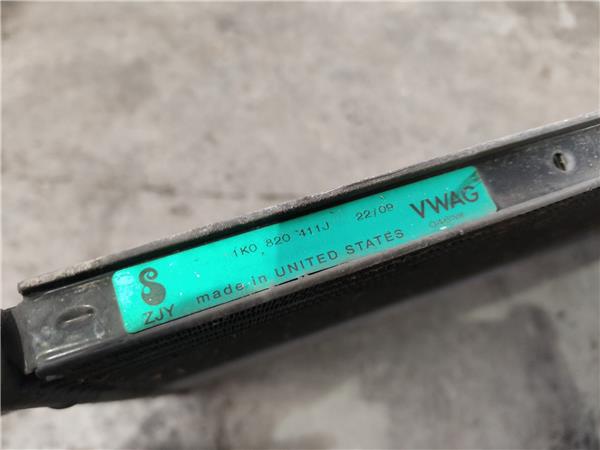 1K0 820 411J 22/09 VWAG
ZJY made in UNITED STATES